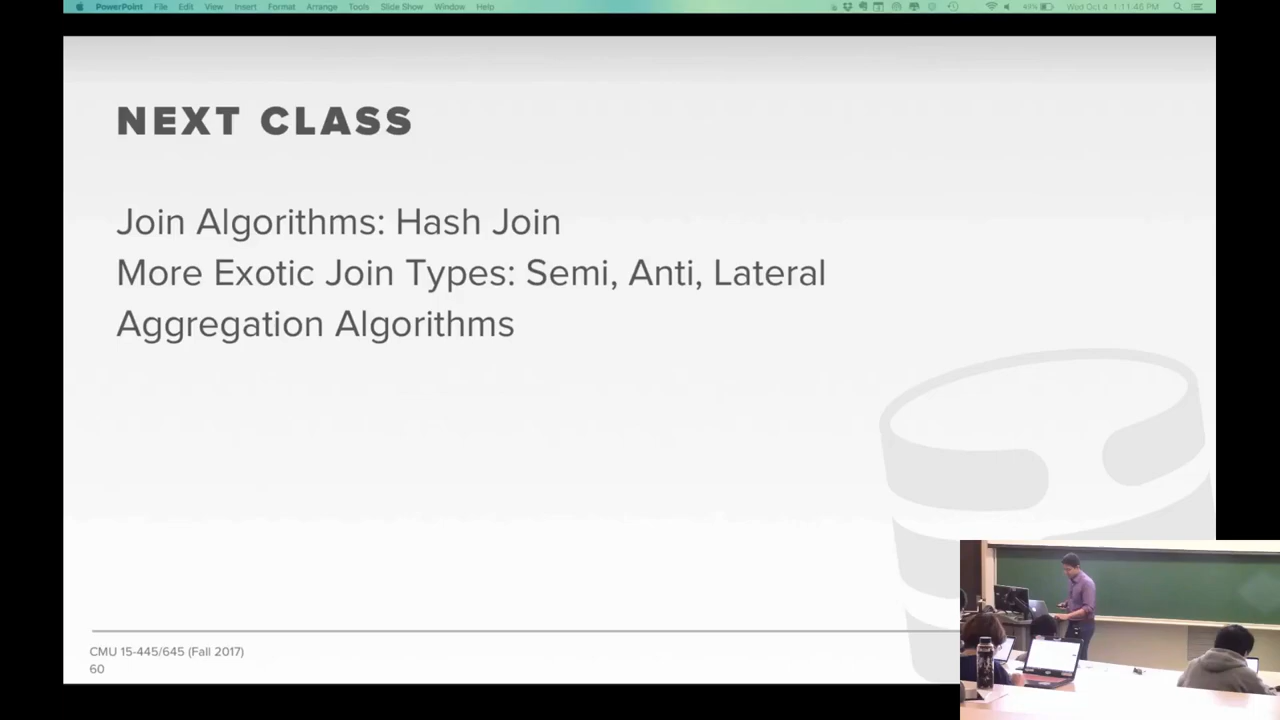 PowerPoint File Edit View Insert Format Arrange Tools Slide Show Window Help 49% Wed Oct 4 1:11:46 PM
NEXT CLASS
Join Algorithms: Hash Join
More Exotic Join Types: Semi, Anti, Lateral
Aggregation Algorithms
CMU 15-445/645 (Fall 2017)
60